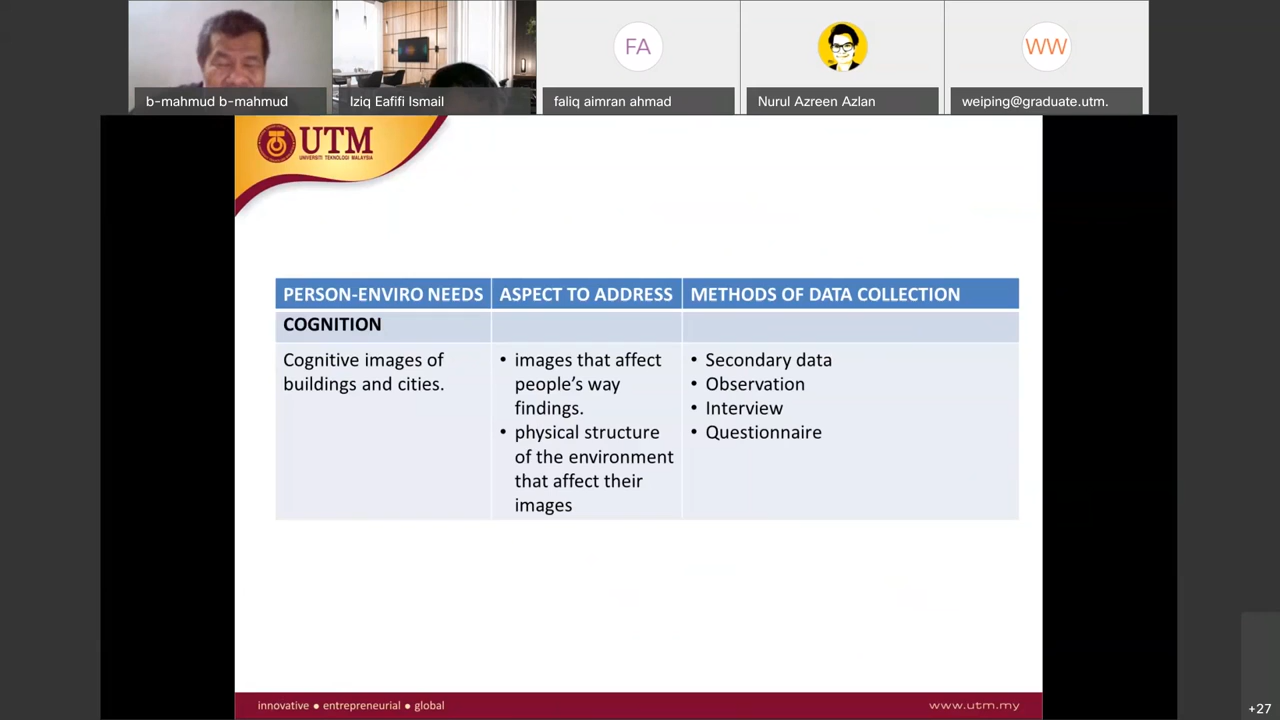 FA
WW
b-mahmud b-mahmud
Iziq Eafifi Ismail
faliq aimran ahmad
Nurul Azreen Azlan
weiping@graduate.utm.
UTM
UNIVERSITI TEKNOLOGI MALAYSIA
PERSON-ENVIRO NEEDS
ASPECT TO ADDRESS
METHODS OF DATA COLLECTION
COGNITION
Cognitive images of
buildings and cities.
• images that affect
people’s way
findings.
• physical structure
of the environment
that affect their
images
• Secondary data
• Observation
• Interview
• Questionnaire
innovative ● entrepreneurial ● global
www.utm.my
+27